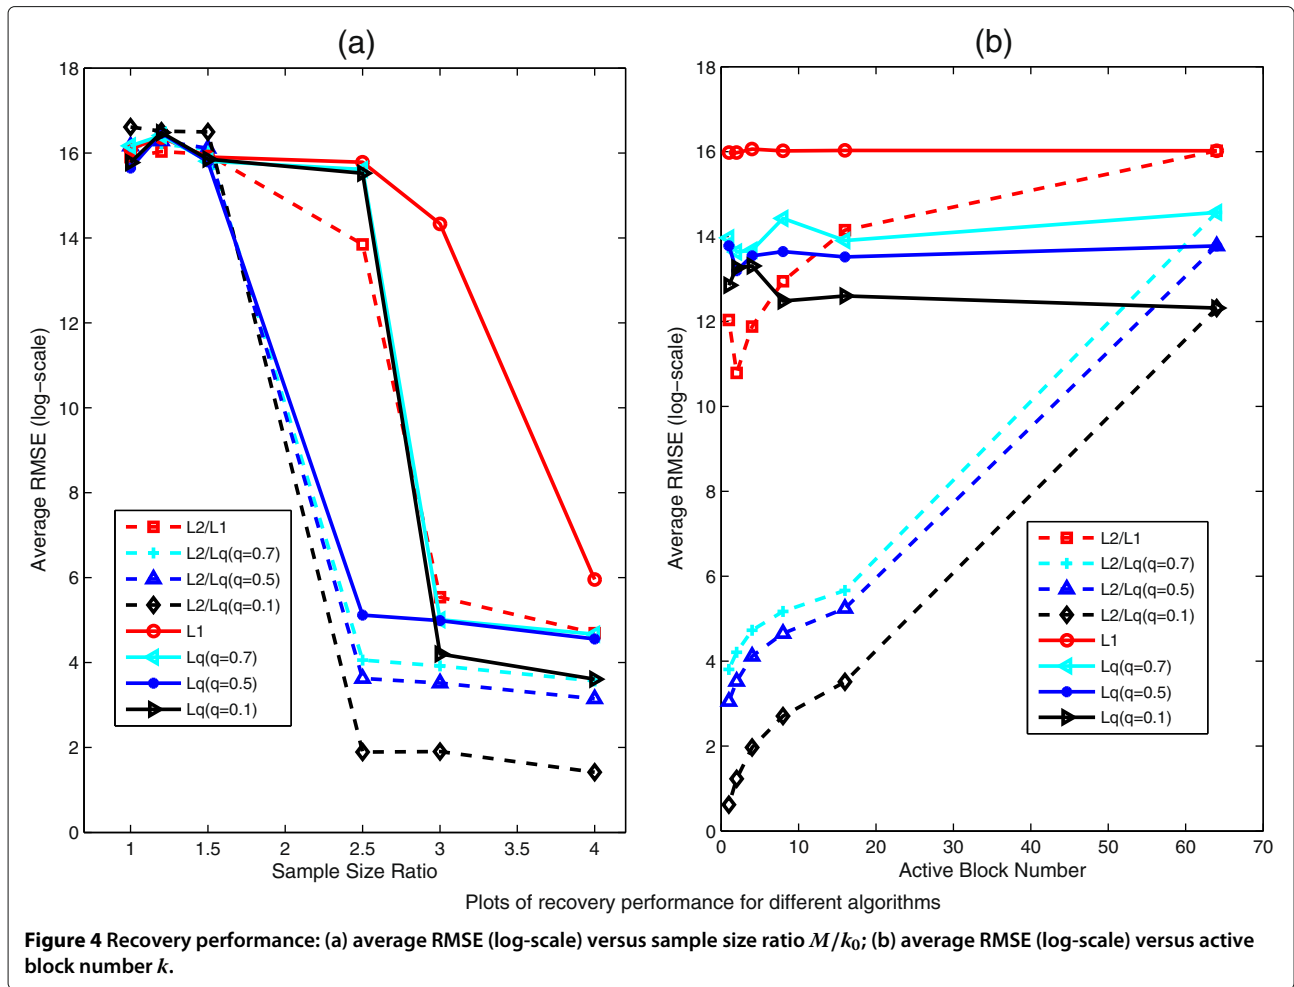 (a)
18
16
14
12
10
8
6
4
2
0
Average RMSE (log−scale)
L2/L1
L2/Lq(q=0.7)
L2/Lq(q=0.5)
L2/Lq(q=0.1)
L1
Lq(q=0.7)
Lq(q=0.5)
Lq(q=0.1)
1 1.5 2 2.5 3 3.5 4
Sample Size Ratio
(b)
18
16
14
12
10
8
6
4
2
0
Average RMSE (log−scale)
L2/L1
L2/Lq(q=0.7)
L2/Lq(q=0.5)
L2/Lq(q=0.1)
L1
Lq(q=0.7)
Lq(q=0.5)
Lq(q=0.1)
0 10 20 30 40 50 60 70
Active Block Number
Plots of recovery performance for different algorithms
Figure 4 Recovery performance: (a) average RMSE (log-scale) versus sample size ratio M/k₀; (b) average RMSE (log-scale) versus active
block number k.